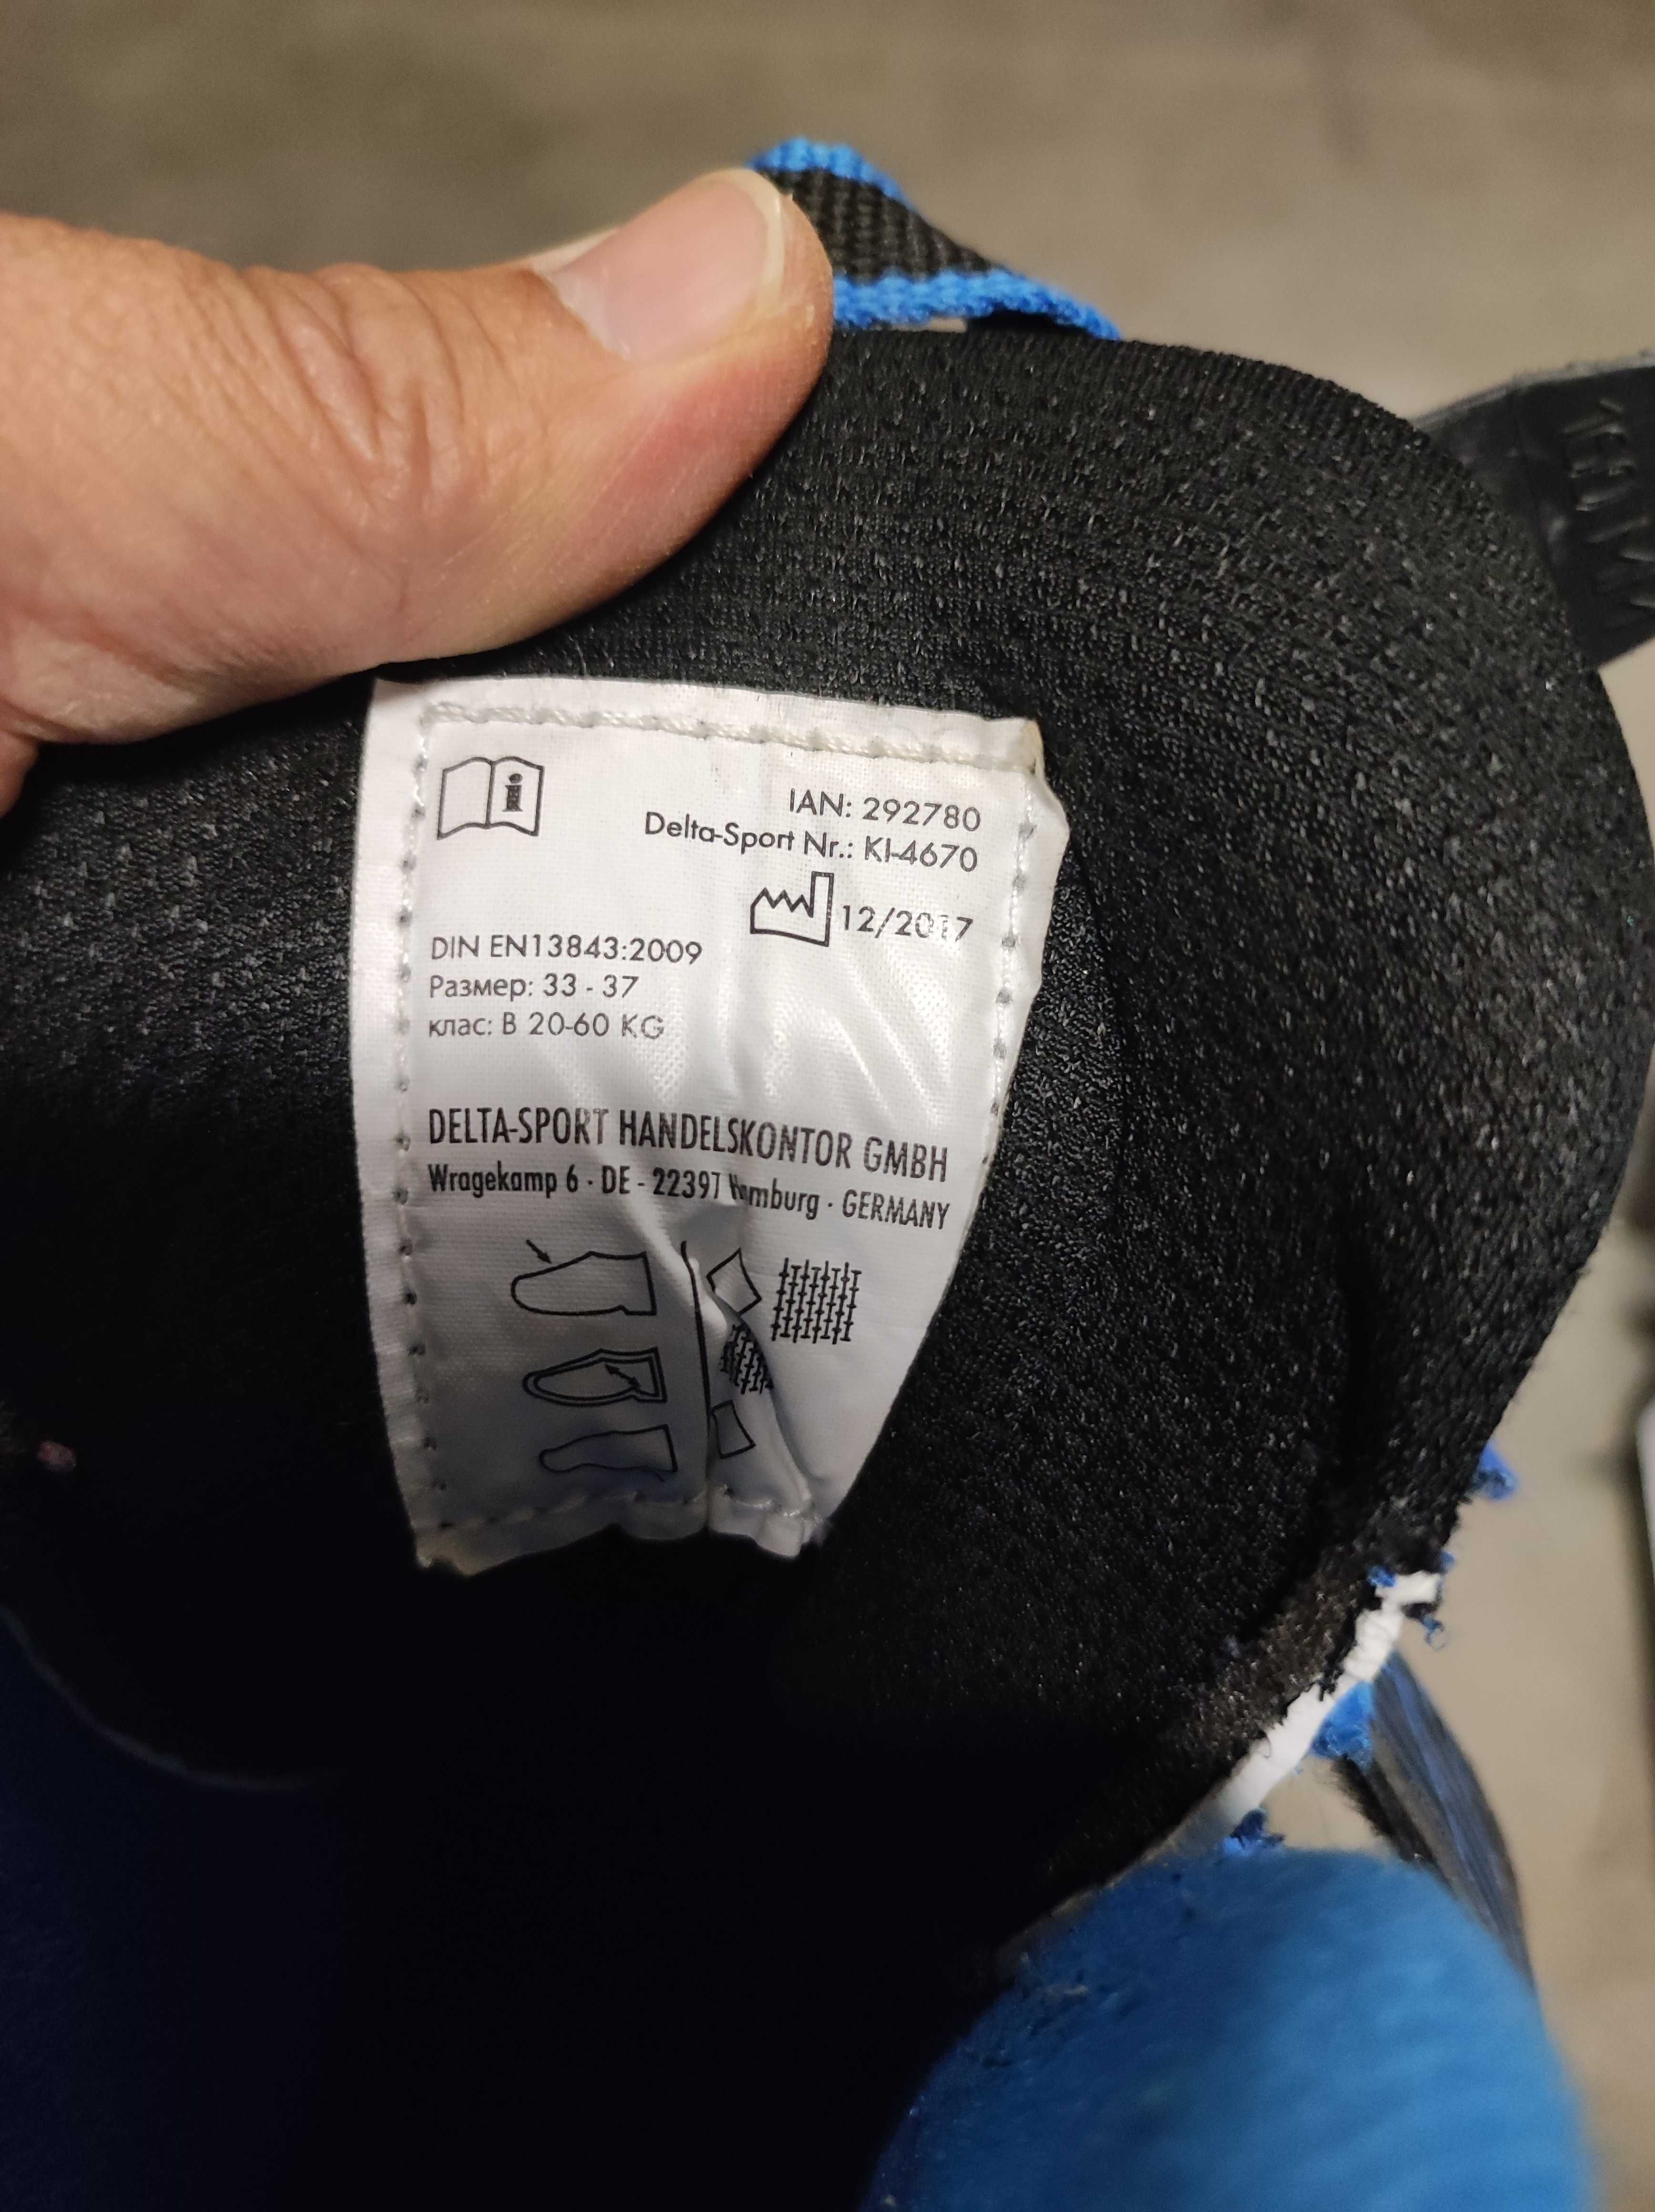 IAN: 292780
Delta-Sport Nr.: KI-4670
12/2017
DIN EN13843:2009
Размер: 33 - 37
клас: B 20-60 KG
DELTA-SPORT HANDELSKONTOR GMBH
Wragekamp 6 · DE - 22397 Hamburg · GERMANY